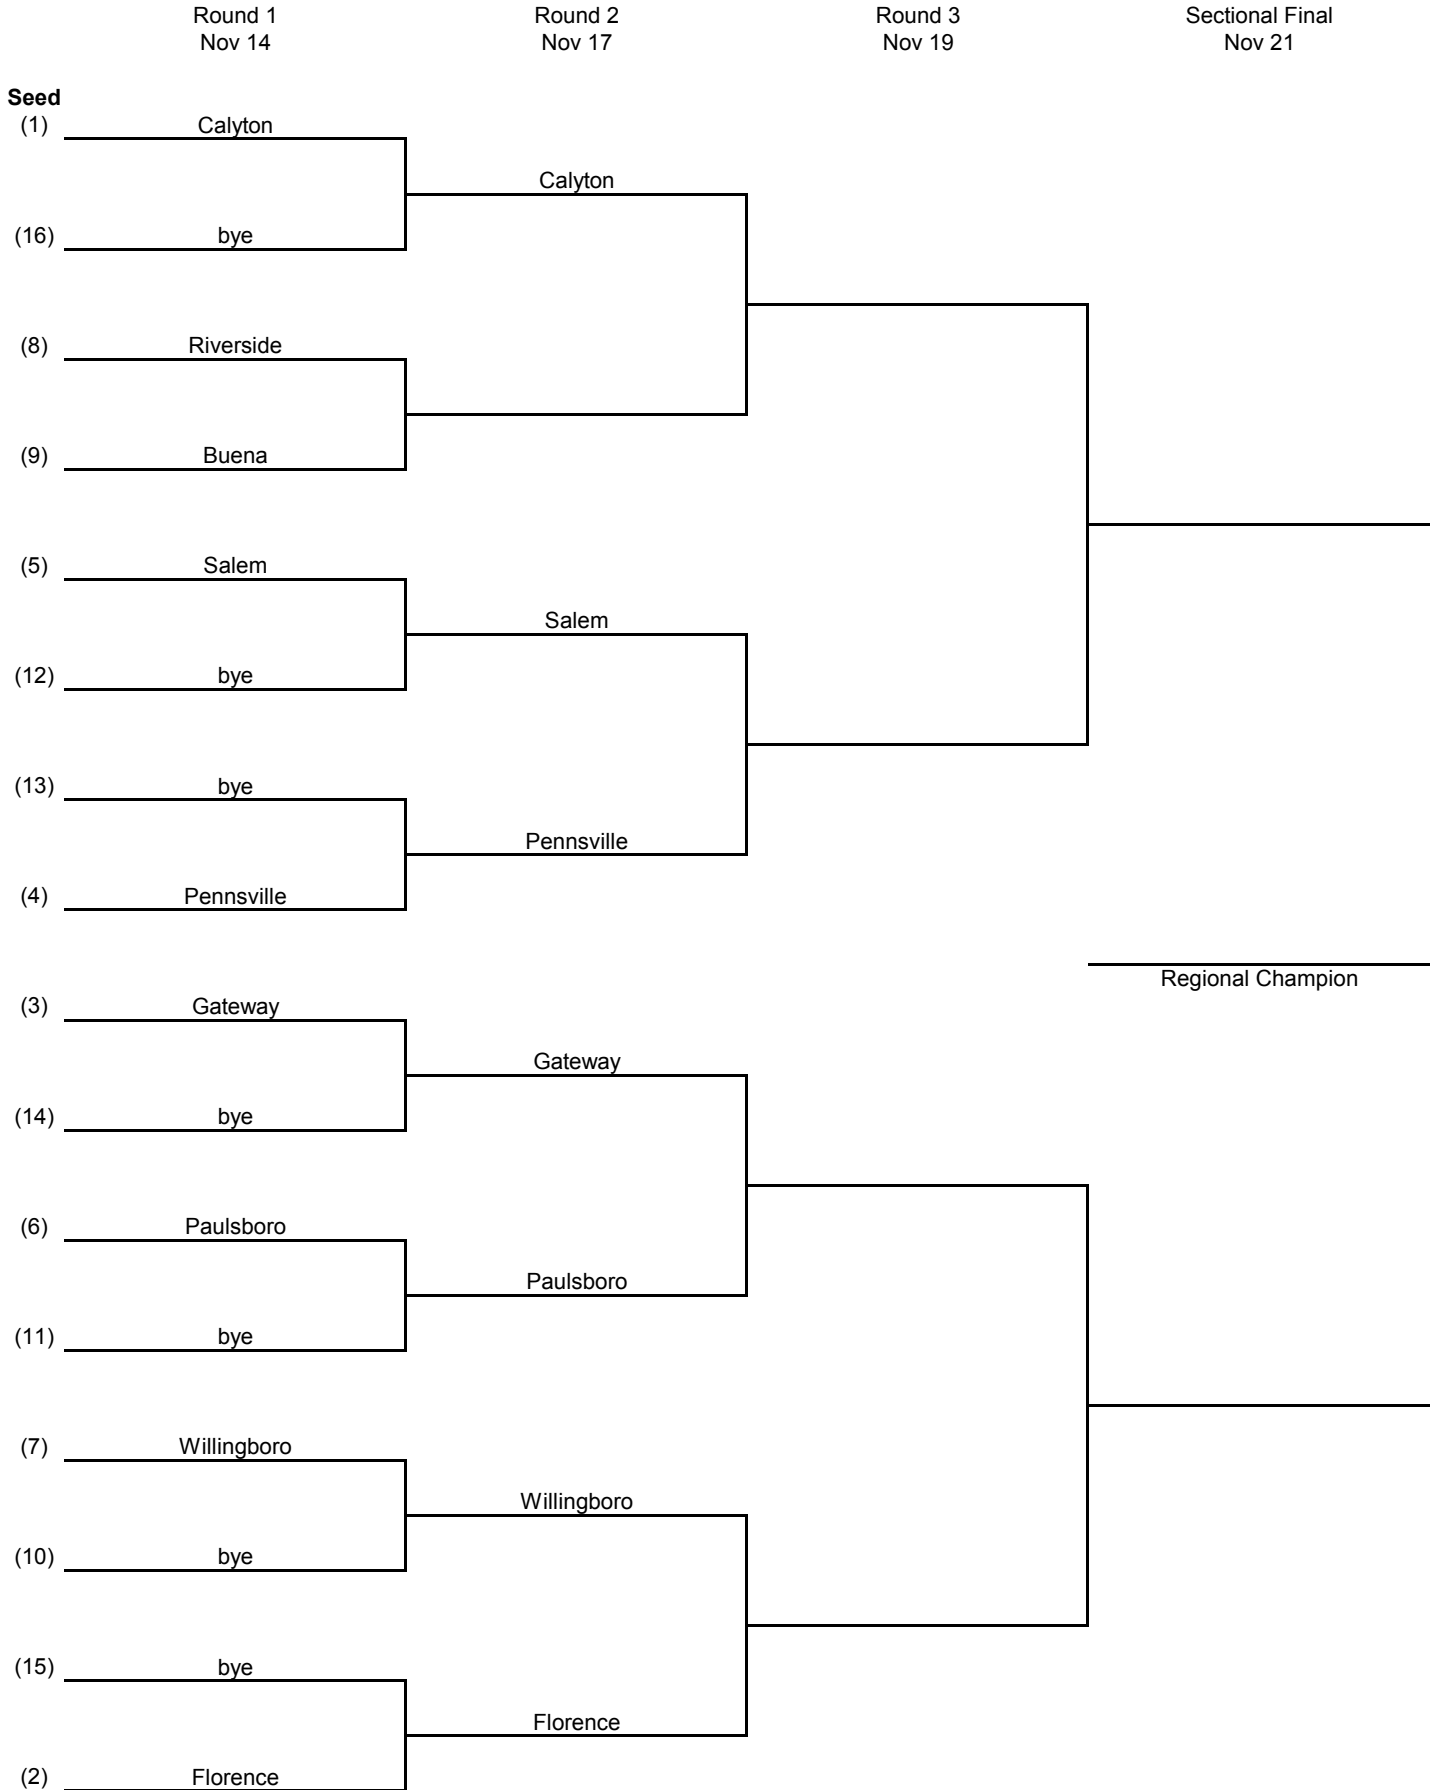 Round 1 Round 2 Round 3 Sectional Final
Nov 14 Nov 17 Nov 19 Nov 21
Seed
(1) Calyton
Calyton
(16) bye
(8) Riverside
(9) Buena
(5) Salem
Salem
(12) bye
(13) bye
Pennsville
(4) Pennsville
Regional Champion
(3) Gateway
Gateway
(14) bye
(6) Paulsboro
Paulsboro
(11) bye
(7) Willingboro
Willingboro
(10) bye
(15) bye
Florence
(2) Florence